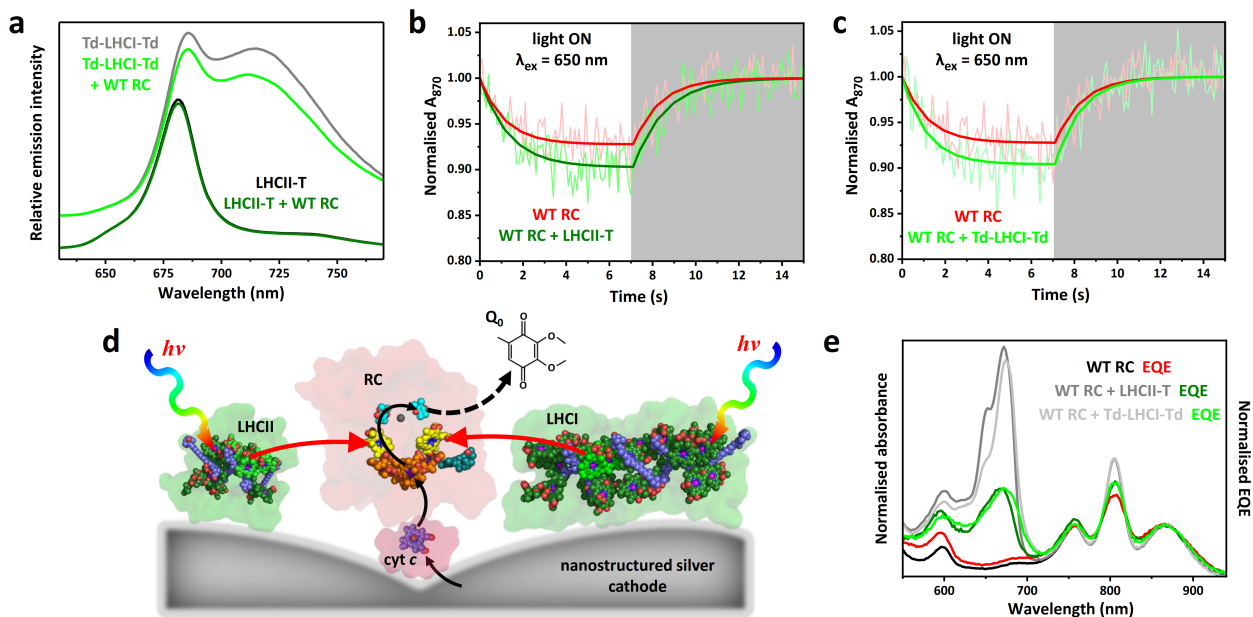 a
Relative emission intensity
Td-LHCI-Td
Td-LHCI-Td
+ WT RC
LHCII-T
LHCII-T + WT RC
650
675
700
725
750
Wavelength (nm)
b
Normalised A870
1.00
0.95
0.90
0.85
0.80
light ON
λex = 650 nm
WT RC
WT RC + LHCII-T
0
2
4
6
8
10
12
14
Time (s)
c
Normalised A870
1.00
0.95
0.90
0.85
0.80
light ON
λex = 650 nm
WT RC
WT RC + Td-LHCI-Td
0
2
4
6
8
10
12
14
Time (s)
d
hν
LHCII
RC
Q0
O
O
O
O
LHCI
hν
cyt c
nanostructured silver
cathode
e
Normalised absorbance
WT RC EQE
WT RC + LHCII-T EQE
WT RC + Td-LHCI-Td EQE
Normalised EQE
600
700
800
900
Wavelength (nm)